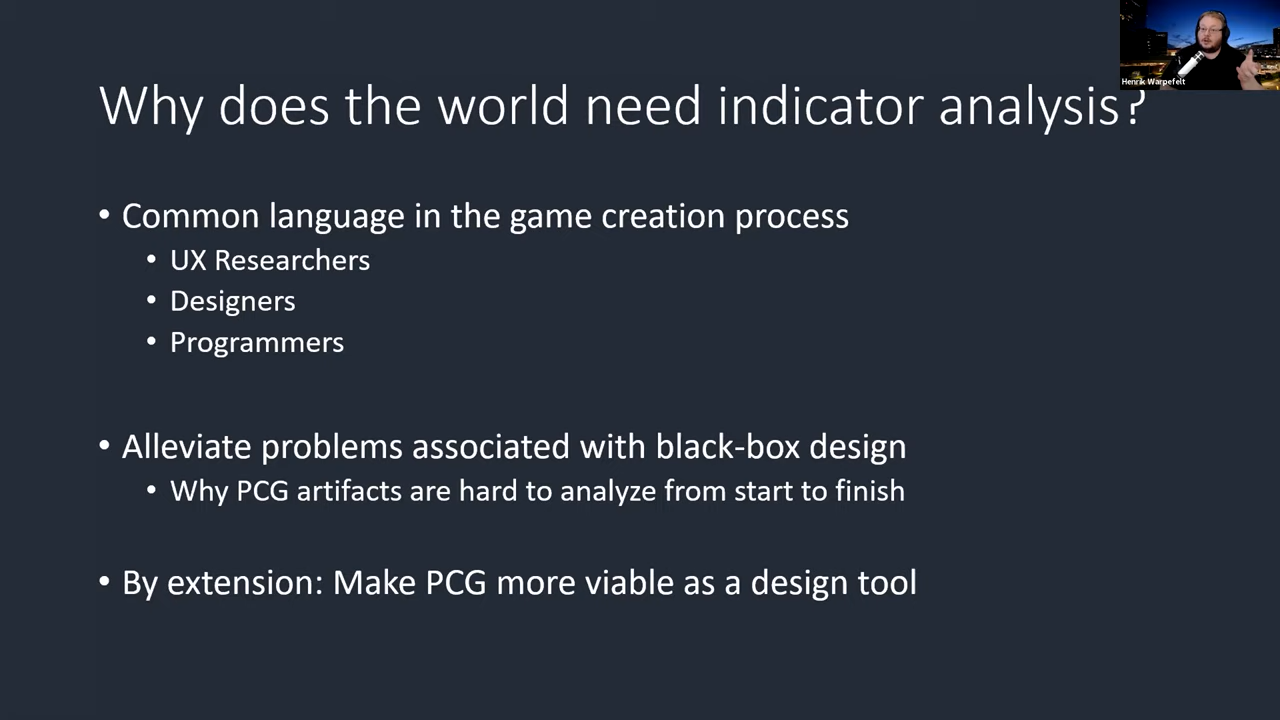 Henrik Warpefelt
Why does the world need indicator analysis?
• Common language in the game creation process
• UX Researchers
• Designers
• Programmers
• Alleviate problems associated with black-box design
• Why PCG artifacts are hard to analyze from start to finish
• By extension: Make PCG more viable as a design tool